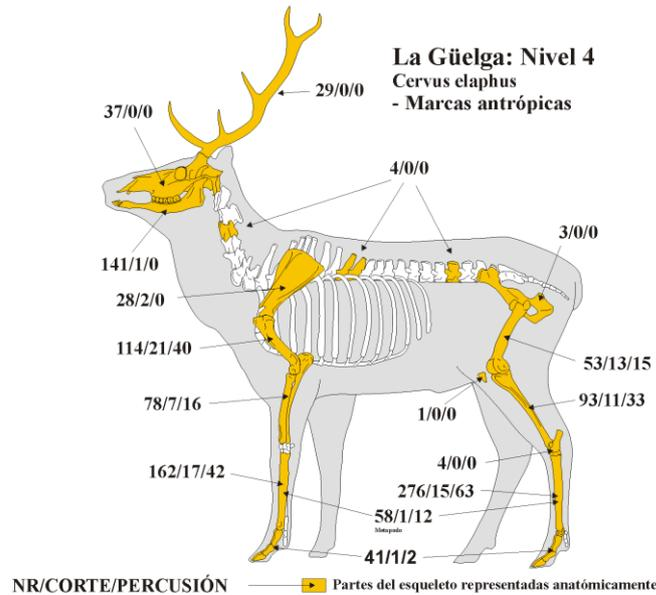 La Güelga: Nivel 4
Cervus elaphus
- Marcas antrópicas
29/0/0
37/0/0
4/0/0
3/0/0
141/1/0
28/2/0
114/21/40
53/13/15
78/7/16
93/11/33
1/0/0
4/0/0
162/17/42
276/15/63
58/1/12
Metapodo
41/1/2
NR/CORTE/PERCUSIÓN
Partes del esqueleto representadas anatómicamente